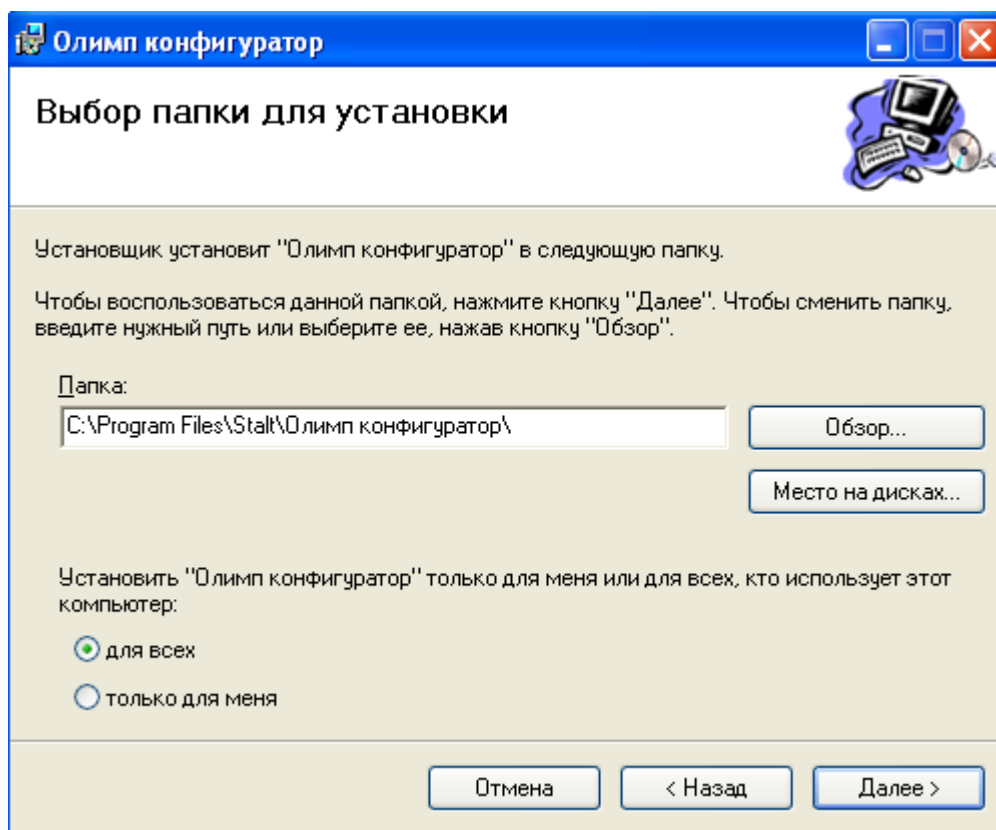 Олимп конфигуратор
Выбор папки для установки
Установщик установит "Олимп конфигуратор" в следующую папку.
Чтобы воспользоваться данной папкой, нажмите кнопку "Далее". Чтобы сменить папку,
введите нужный путь или выберите ее, нажав кнопку "Обзор".
Папка:
C:\Program Files\Stalt\Олимп конфигуратор\
Обзор...
Место на дисках...
Установить "Олимп конфигуратор" только для меня или для всех, кто использует этот
компьютер:
для всех
только для меня
Отмена
< Назад
Далее >